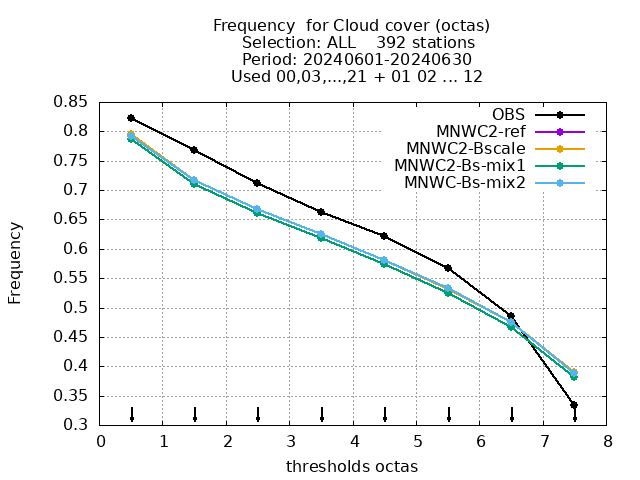 Frequency  for Cloud cover (octas)
Selection: ALL    392 stations
Period: 20240601-20240630
Used 00,03,...,21 + 01 02 ... 12
0.85
0.8
0.75
0.7
0.65
0.6
0.55
0.5
0.45
0.4
0.35
0.3
Frequency
OBS
MNWC2-ref
MNWC2-Bscale
MNWC2-Bs-mix1
MNWC-Bs-mix2
0 1 2 3 4 5 6 7 8
thresholds octas